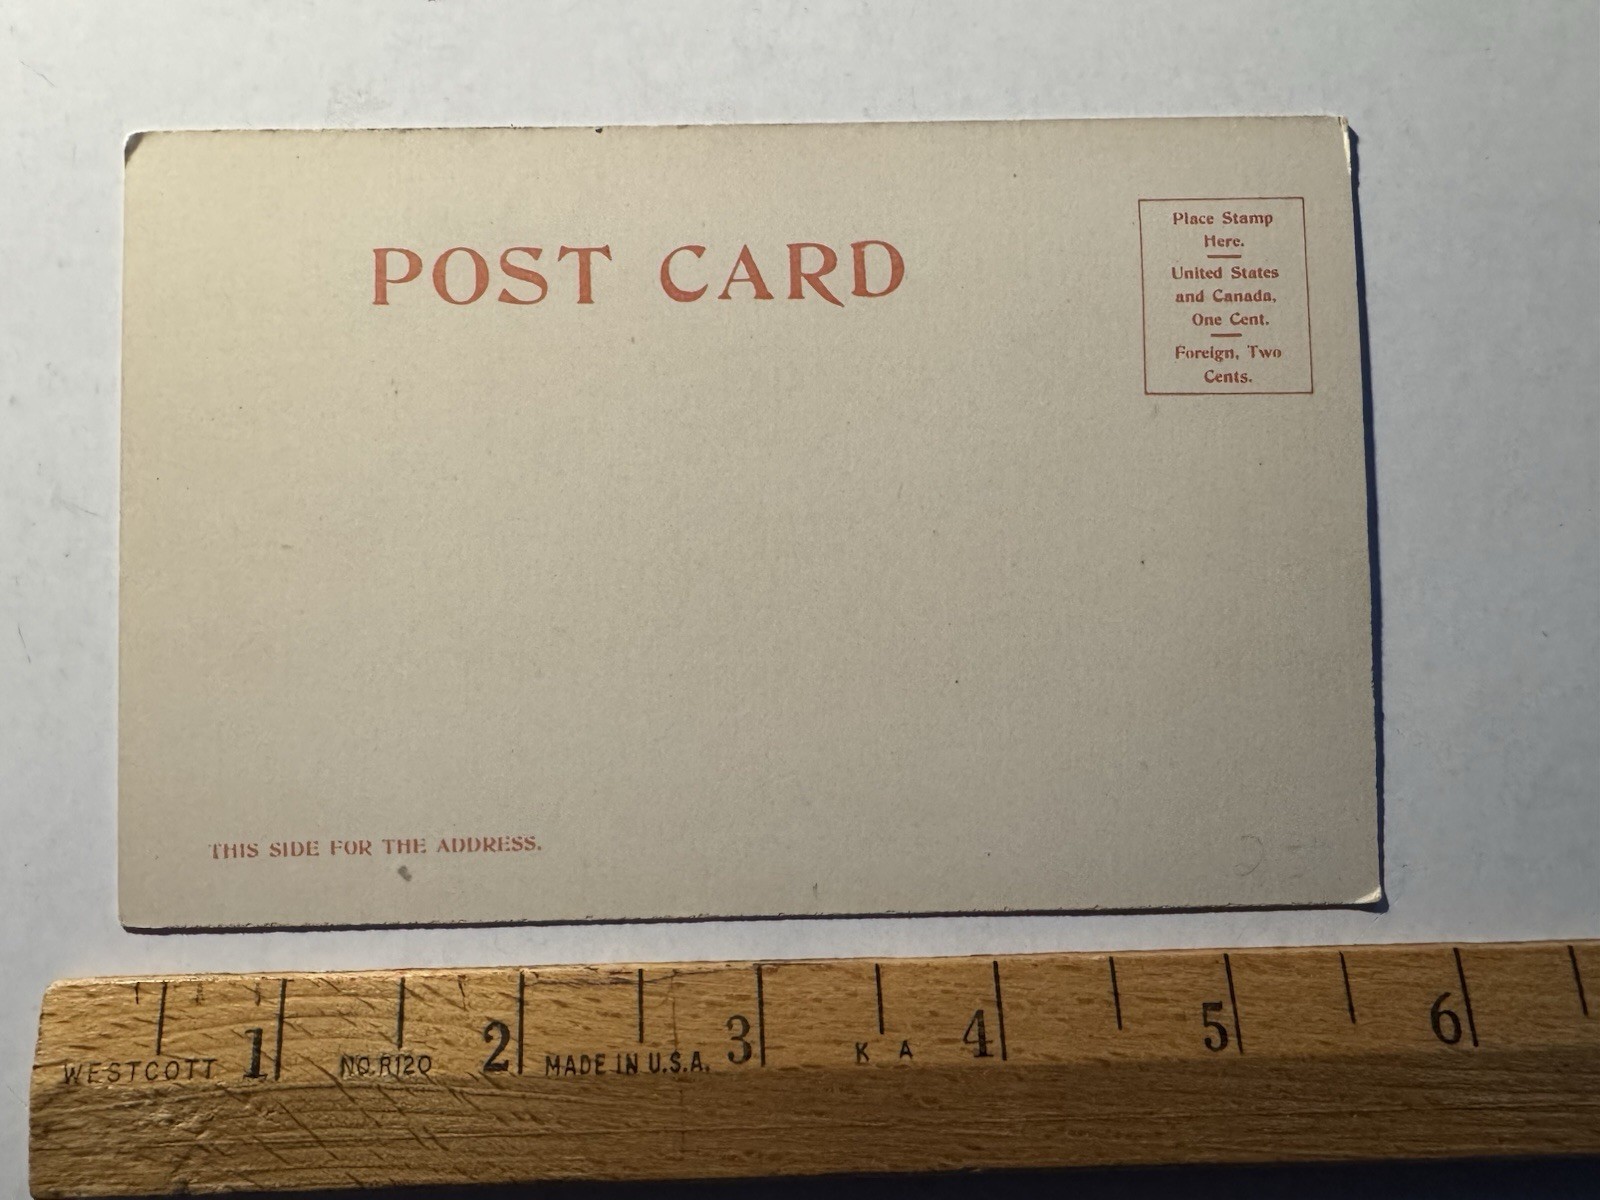 POST CARD
Place Stamp
Here.
United States
and Canada,
One Cent.
Foreign, Two
Cents.
THIS SIDE FOR THE ADDRESS.
1 2 3 4 5 6
WESTCOTT NO. R120 MADE IN U.S.A. K A